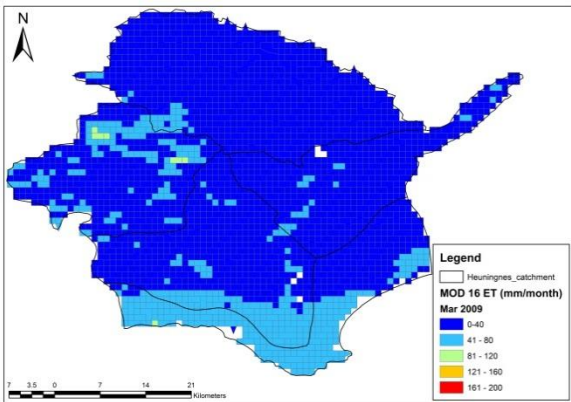 N
Legend
Heuningnes_catchment
MOD 16 ET (mm/month)
Mar 2009
0-40
41 - 80
81 - 120
121 - 160
161 - 200
7 3.5 0 7 14 21
Kilometers